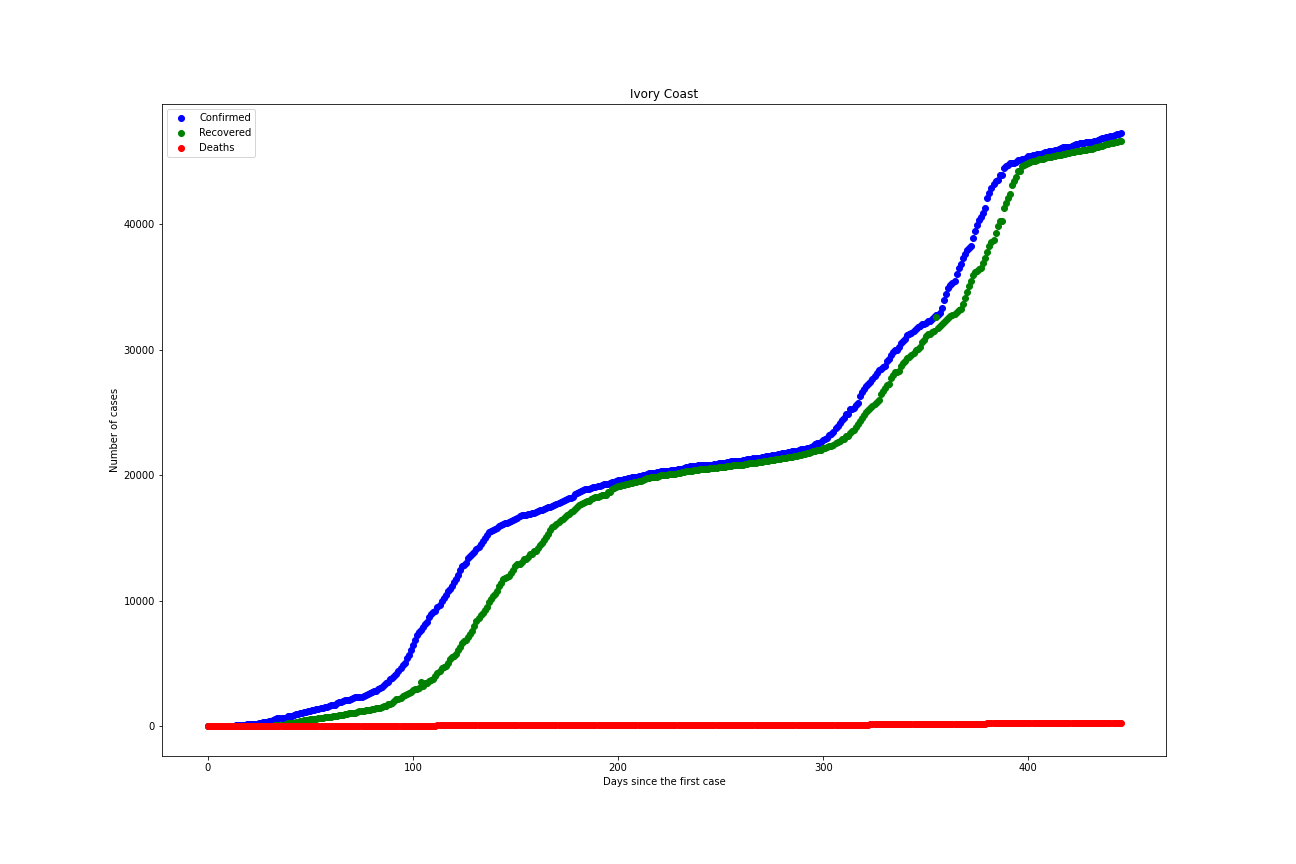 Ivory Coast
Confirmed
Recovered
Deaths
Number of cases
40000
30000
20000
10000
0
0 100 200 300 400
Days since the first case